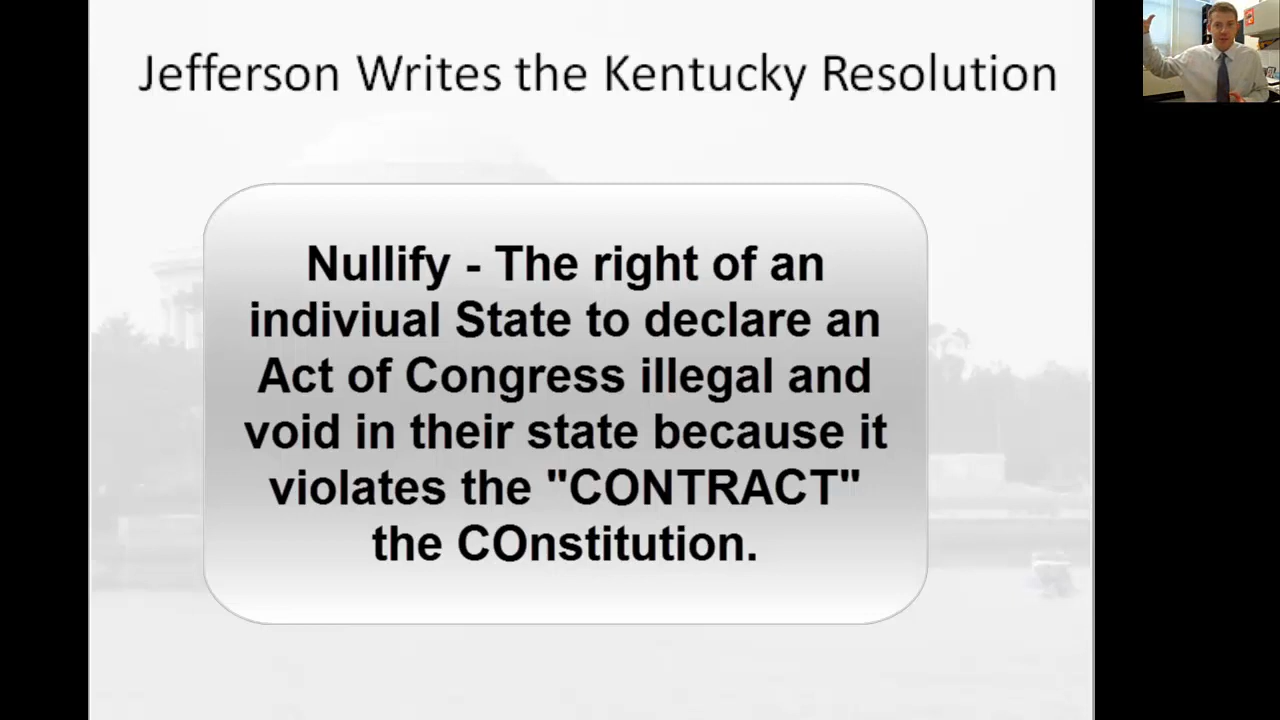 Jefferson Writes the Kentucky Resolution
Nullify - The right of an
indiviual State to declare an
Act of Congress illegal and
void in their state because it
violates the "CONTRACT"
the COnstitution.